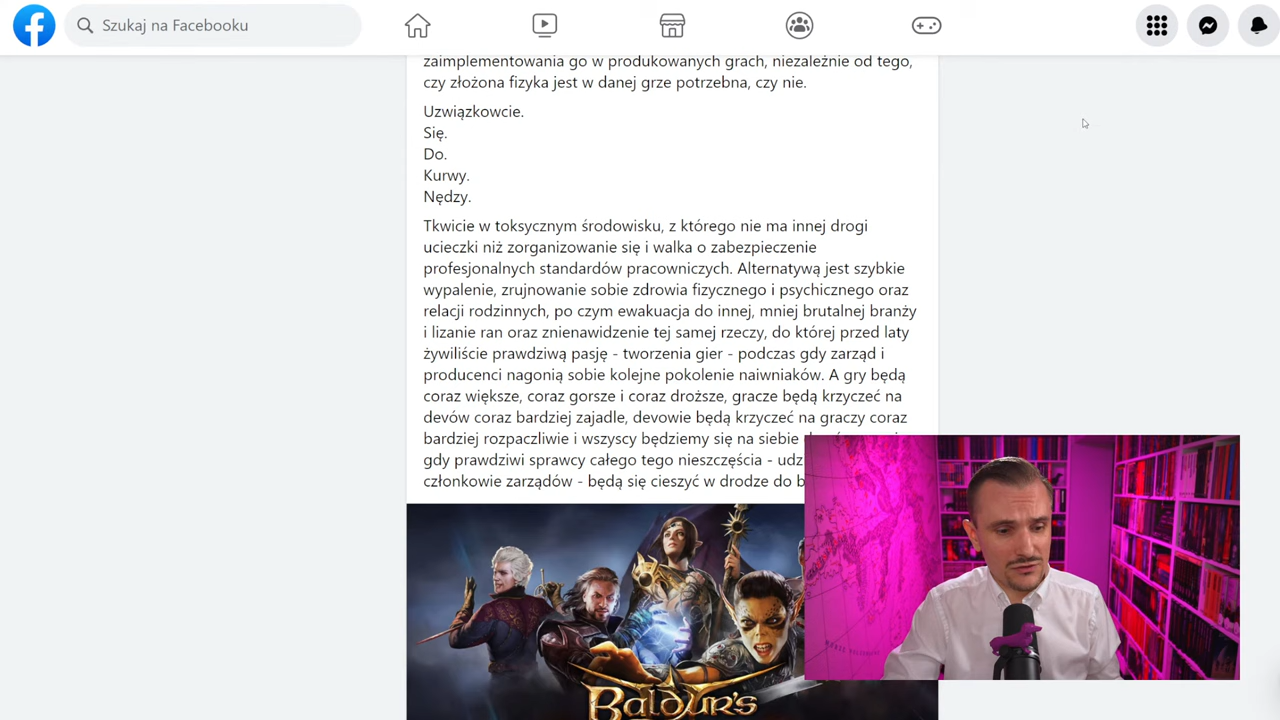 Szukaj na Facebooku
zaimplementowania go w produkowanych grach, niezależnie od tego,
czy złożona fizyka jest w danej grze potrzebna, czy nie.
Uzwiązkowcie.
Się.
Do.
Kurwy.
Nędzy.
Tkwicie w toksycznym środowisku, z którego nie ma innej drogi
ucieczki niż zorganizowanie się i walka o zabezpieczenie
profesjonalnych standardów pracowniczych. Alternatywą jest szybkie
wypalenie, zrujnowanie sobie zdrowia fizycznego i psychicznego oraz
relacji rodzinnych, po czym ewakuacja do innej, mniej brutalnej branży
i lizanie ran oraz znienawidzenie tej samej rzeczy, do której przed laty
żywiliście prawdziwą pasję - tworzenia gier - podczas gdy zarząd i
producenci nagonią sobie kolejne pokolenie naiwniaków. A gry będą
coraz większe, coraz gorsze i coraz droższe, gracze będą krzyczeć na
devów coraz bardziej zajadle, devowie będą krzyczeć na graczy coraz
bardziej rozpaczliwie i wszyscy będziemy się na siebie
gdy prawdziwi sprawcy całego tego nieszczęścia - udz
członkowie zarządów - będą się cieszyć w drodze do b
BALDUR'S